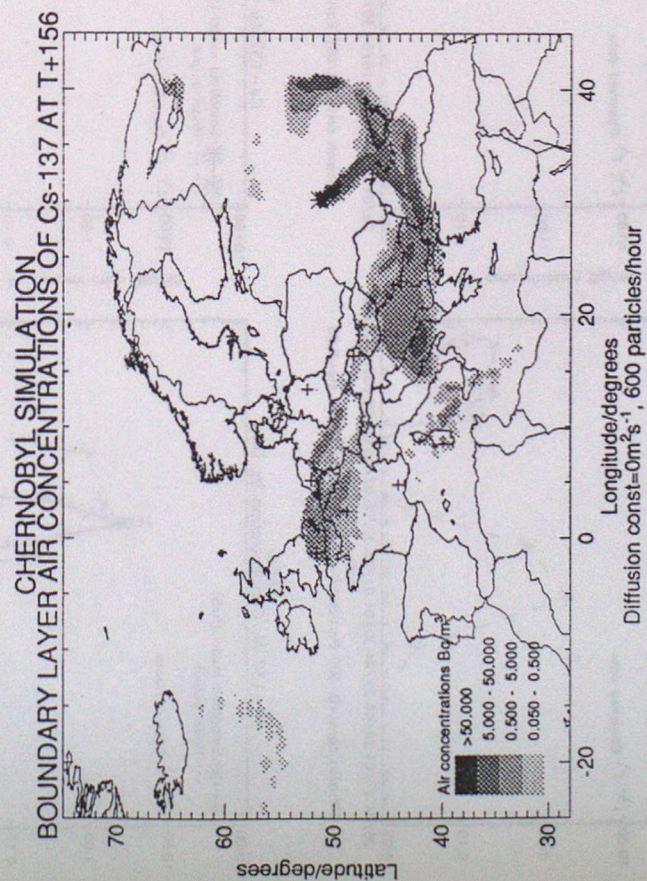 CHERNOBYL SIMULATION
BOUNDARY LAYER AIR CONCENTRATIONS OF Cs-137 AT T+156
Latitude/degrees
70
60
50
40
30
Air concentrations Bq/m³
>50.000
5.000 - 50.000
0.500 - 5.000
0.050 - 0.500
-20
0
20
40
Longitude/degrees
Diffusion const=0m²s⁻¹, 600 particles/hour